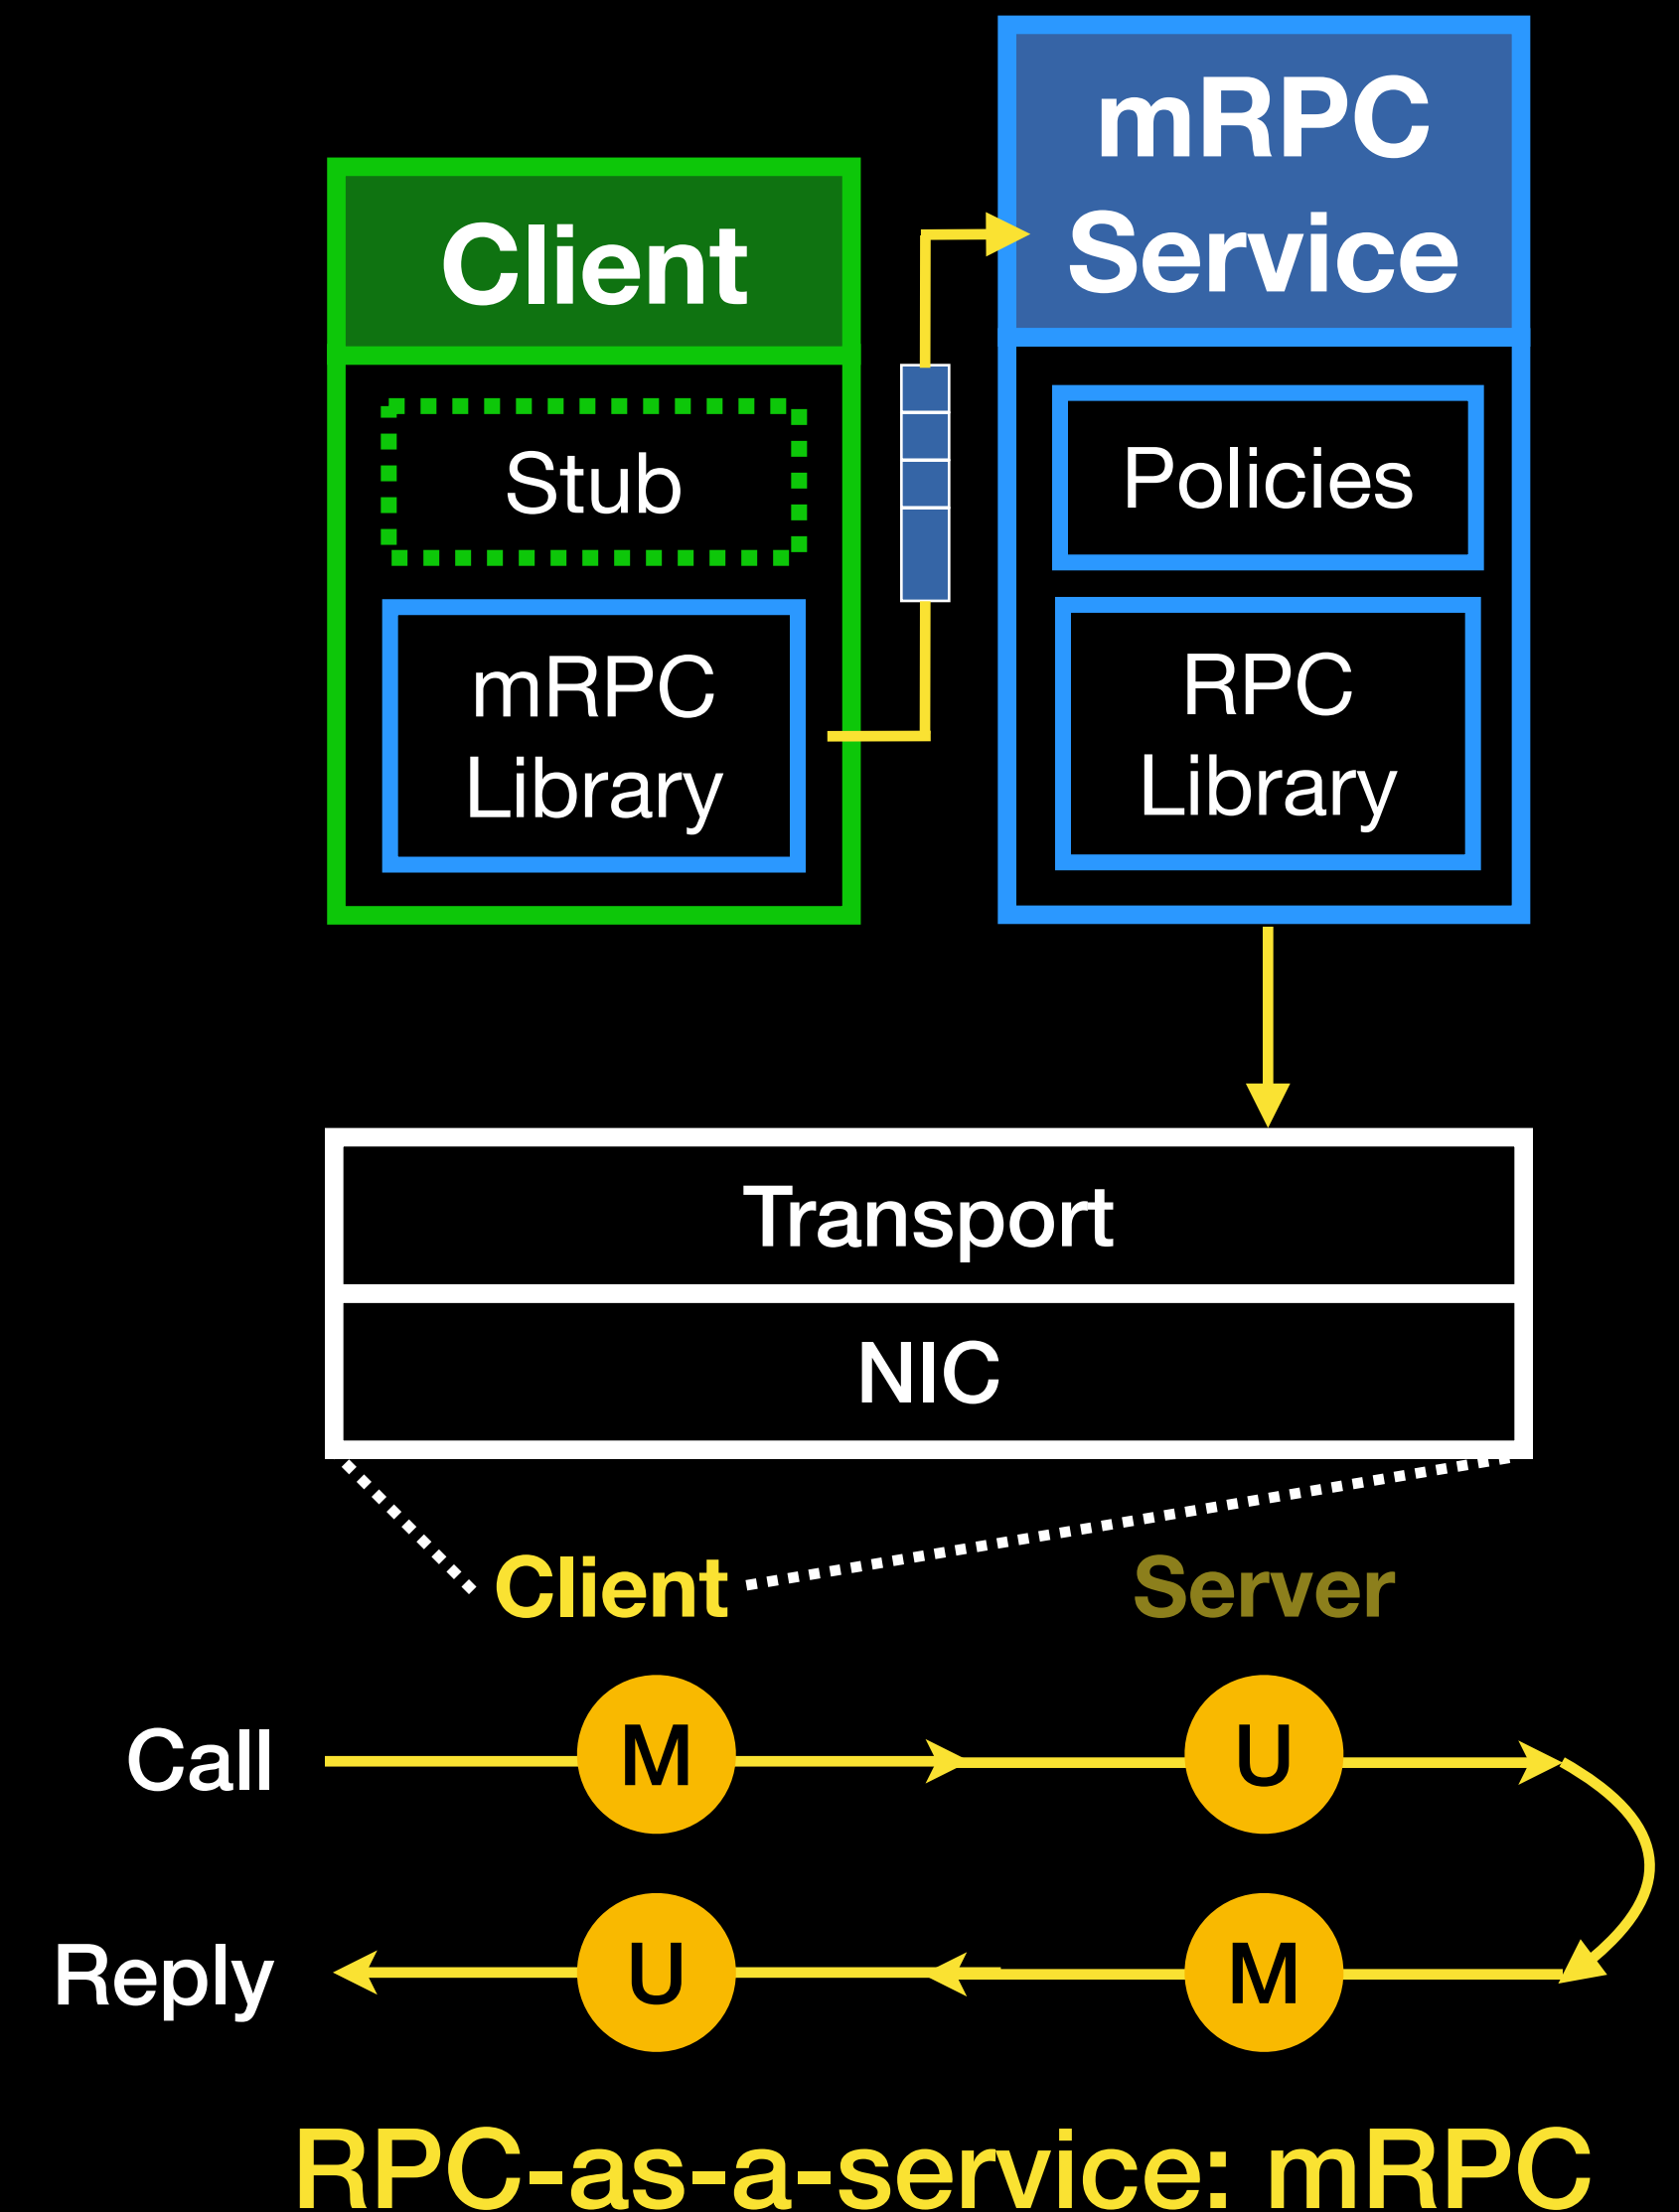 mRPC
Service
Client
Stub
Policies
mRPC
Library
RPC
Library
Transport
NIC
Client
Server
Call
M
U
Reply
U
M
RPC-as-a-service: mRPC